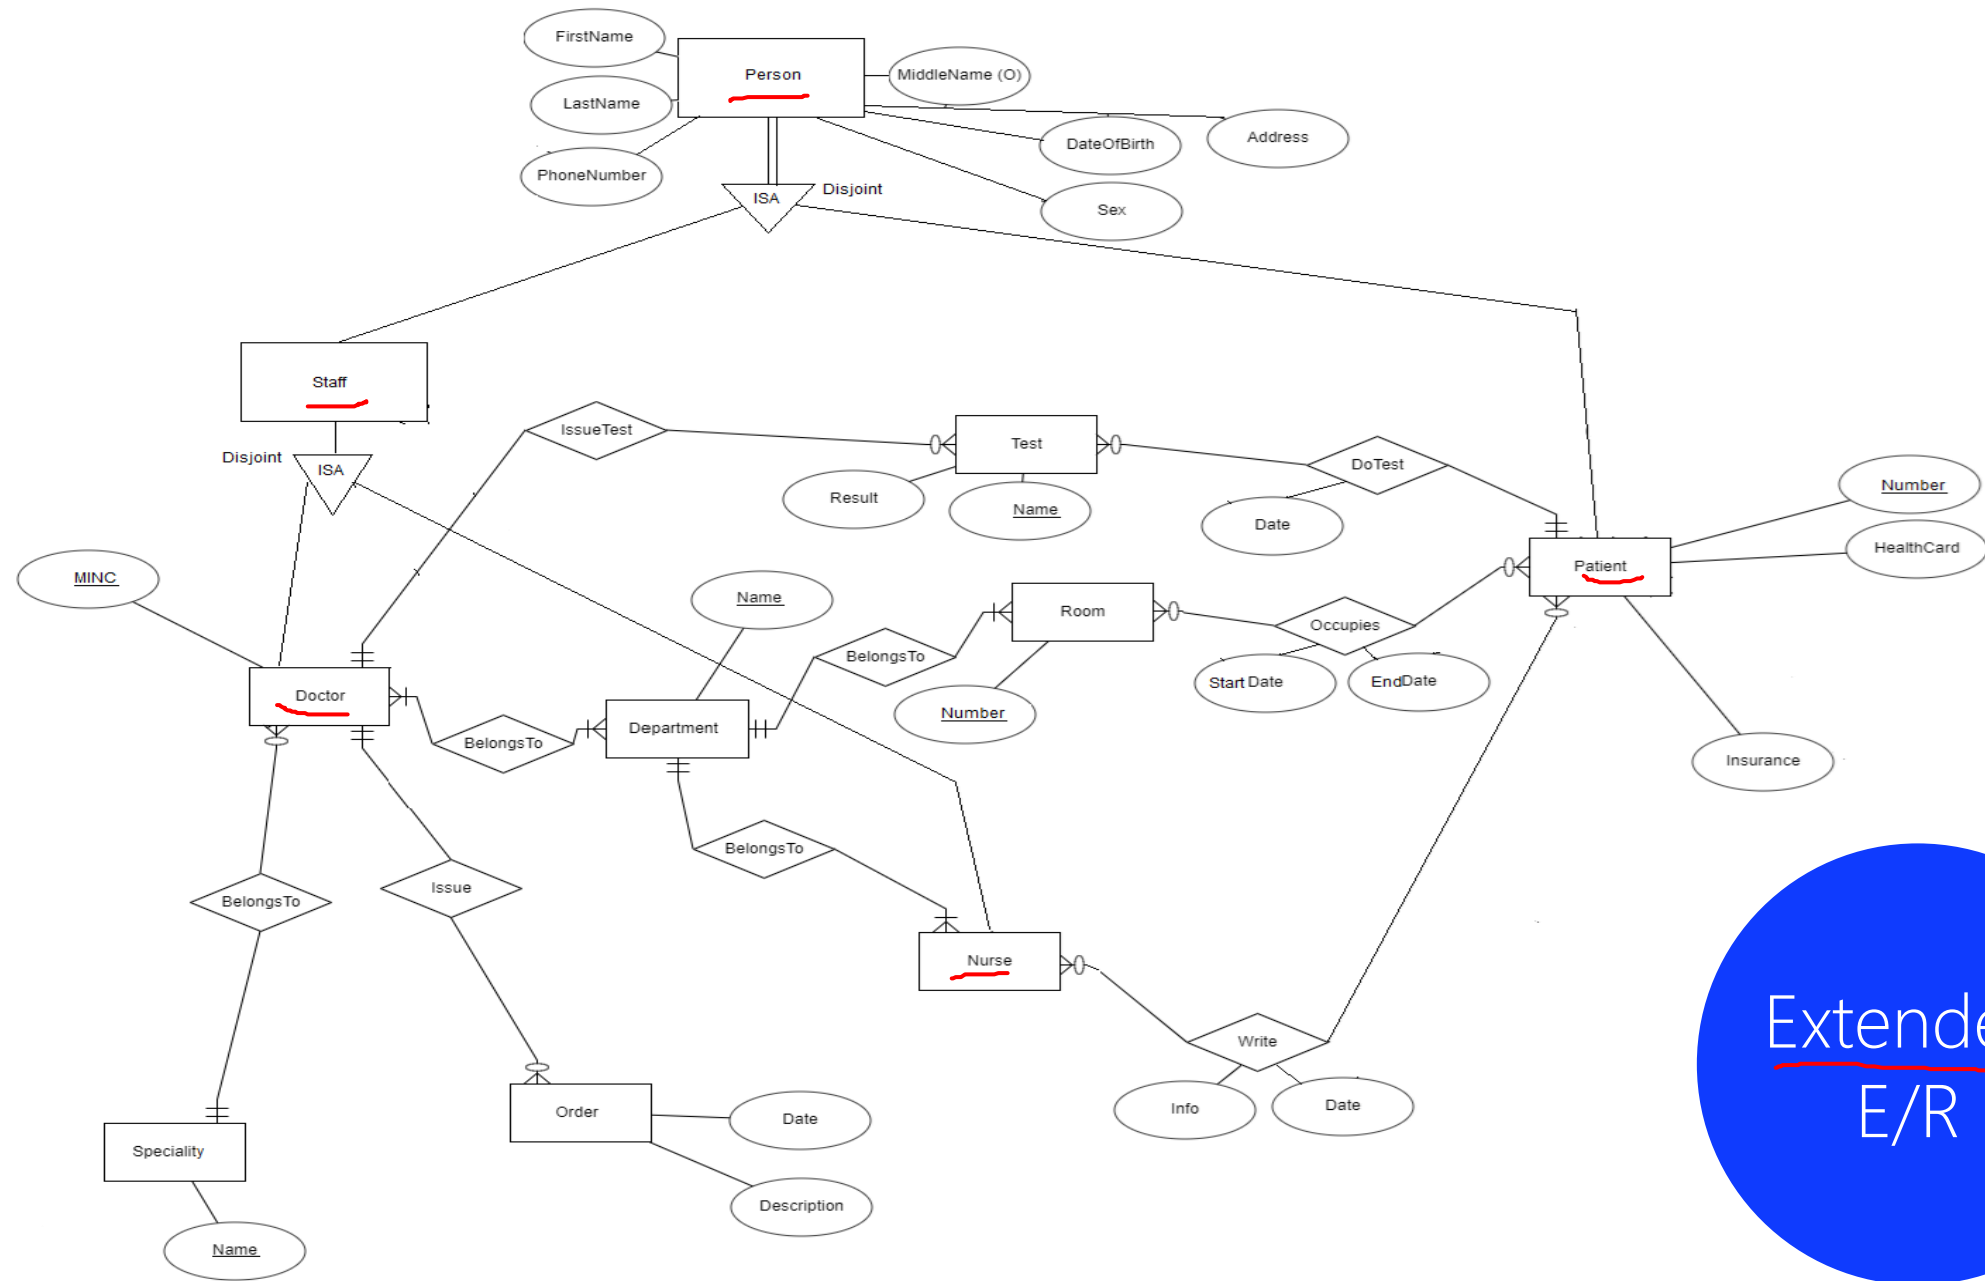 FirstName
Person
MiddleName (O)
LastName
DateOfBirth
Address
PhoneNumber
ISA
Disjoint
Sex
Staff
IssueTest
Test
DoTest
Disjoint
ISA
Result
Name
Date
Number
HealthCard
Patient
MINC
Name
Room
Occupies
BelongsTo
Start Date
EndDate
Doctor
Number
Department
BelongsTo
Insurance
BelongsTo
Issue
BelongsTo
Nurse
Write
Info
Date
Order
Date
Speciality
Description
Name
Extende
E/R